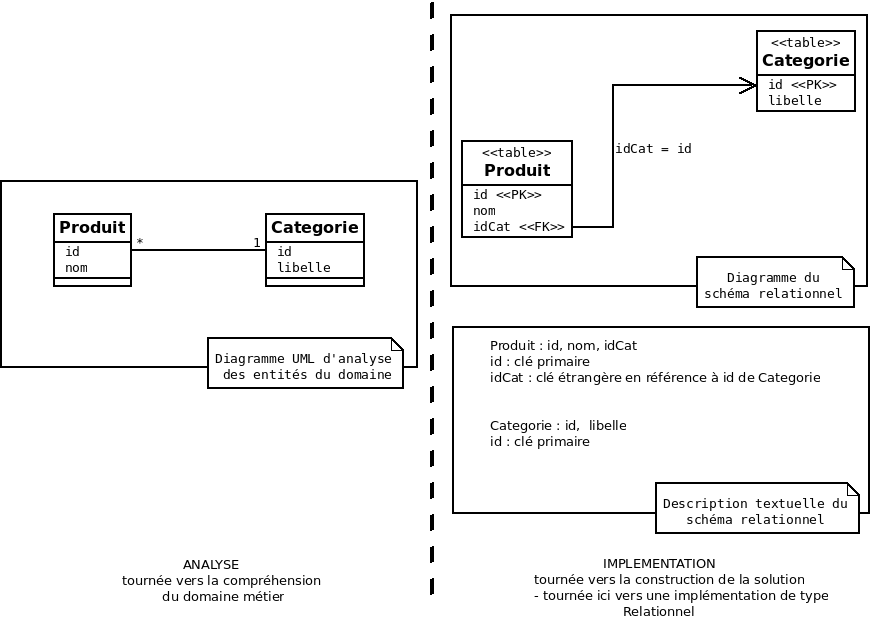 Produit
id
nom
*
1
Categorie
id
libelle
Diagramme UML d'analyse
des entités du domaine
ANALYSE
tournée vers la compréhension
du domaine métier
<<table>>
Categorie
id <<PK>>
libelle
idCat = id
<<table>>
Produit
id <<PK>>
nom
idCat <<FK>>
Diagramme du
schéma relationnel
Produit : id, nom, idCat
id : clé primaire
idCat : clé étrangère en référence à id de Categorie
Categorie : id,  libelle
id : clé primaire
Description textuelle du
schéma relationnel
IMPLEMENTATION
tournée vers la construction de la solution
- tournée ici vers une implémentation de type
Relationnel